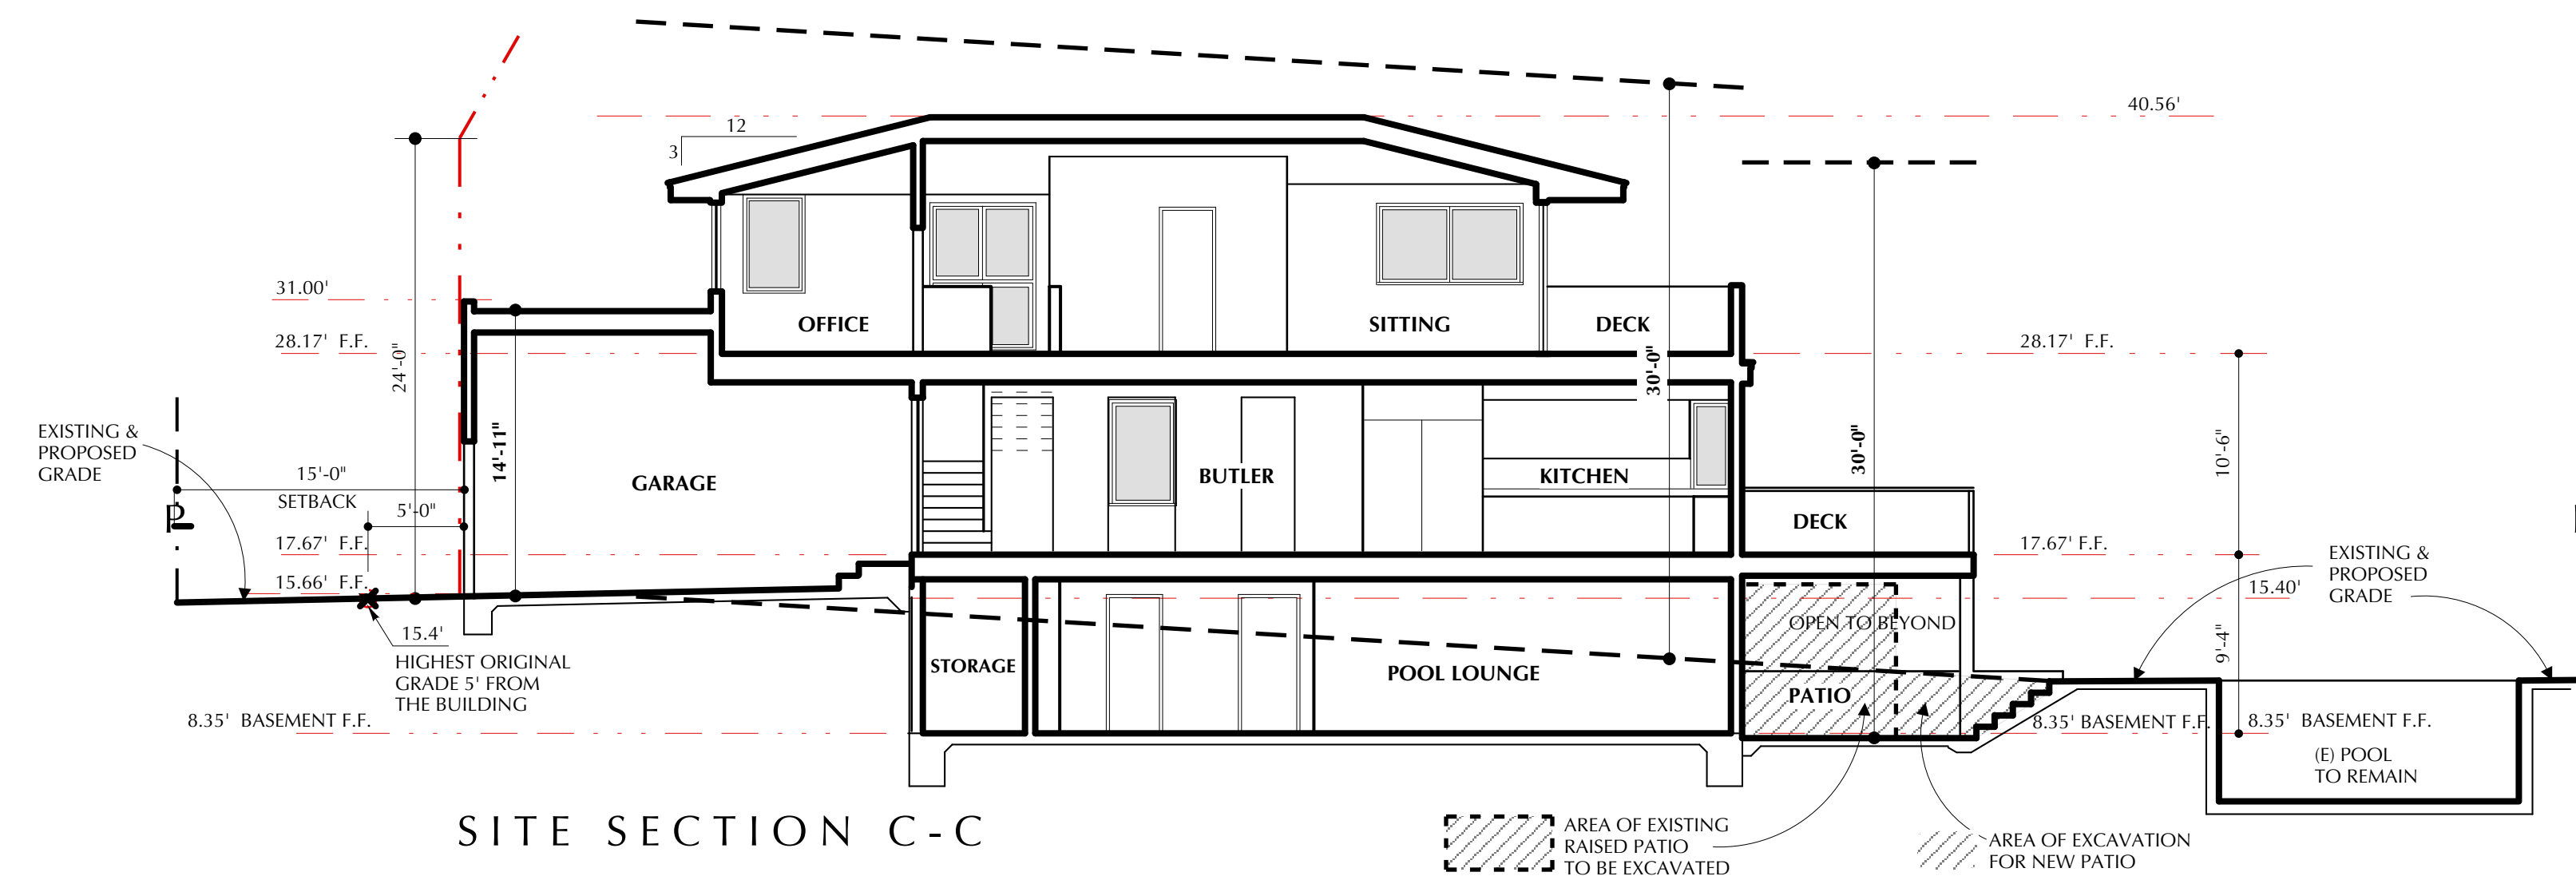 40.56'
12
3
31.00'
28.17' F.F.
24'-0"
OFFICE
SITTING
DECK
30'-0"
28.17' F.F.
EXISTING &
PROPOSED
GRADE
15'-0"
SETBACK
5'-0"
14'-11"
GARAGE
BUTLER
KITCHEN
30'-0"
10'-6"
DECK
17.67' F.F.
17.67' F.F.
15.66' F.F.
EXISTING &
PROPOSED
GRADE
15.40'
15.4'
HIGHEST ORIGINAL
GRADE 5' FROM
THE BUILDING
STORAGE
POOL LOUNGE
OPEN TO BEYOND
PATIO
9'-4"
8.35' BASEMENT F.F.
8.35' BASEMENT F.F.
8.35' BASEMENT F.F.
(E) POOL
TO REMAIN
SITE SECTION C-C
AREA OF EXISTING
RAISED PATIO
TO BE EXCAVATED
AREA OF EXCAVATION
FOR NEW PATIO